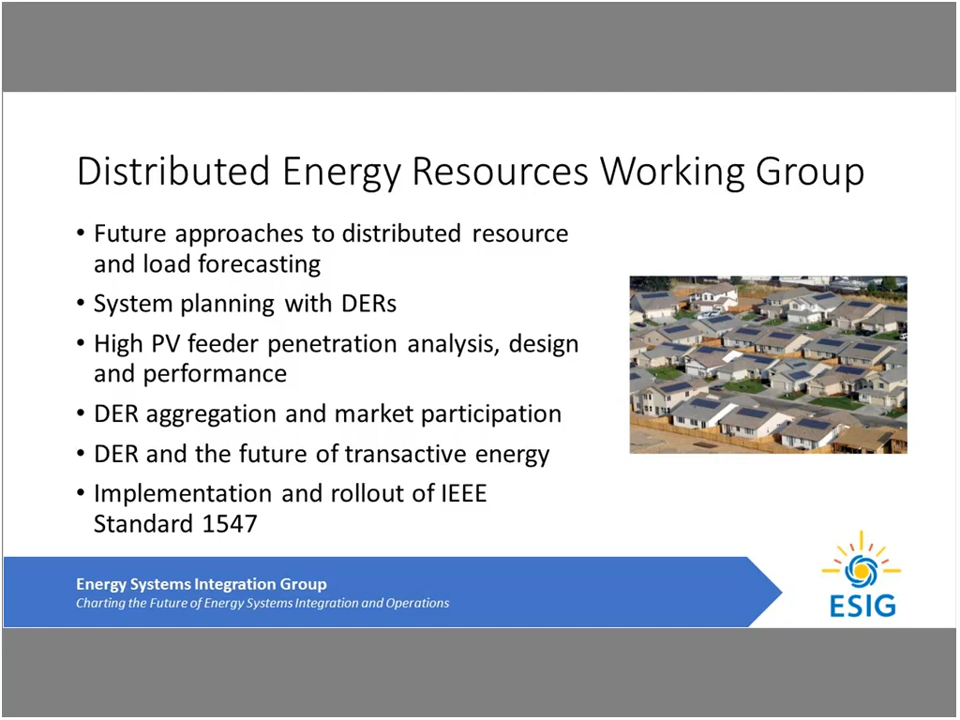 Distributed Energy Resources Working Group
• Future approaches to distributed resource
and load forecasting
• System planning with DERs
• High PV feeder penetration analysis, design
and performance
• DER aggregation and market participation
• DER and the future of transactive energy
• Implementation and rollout of IEEE
Standard 1547
Energy Systems Integration Group
Charting the Future of Energy Systems Integration and Operations
ESIG